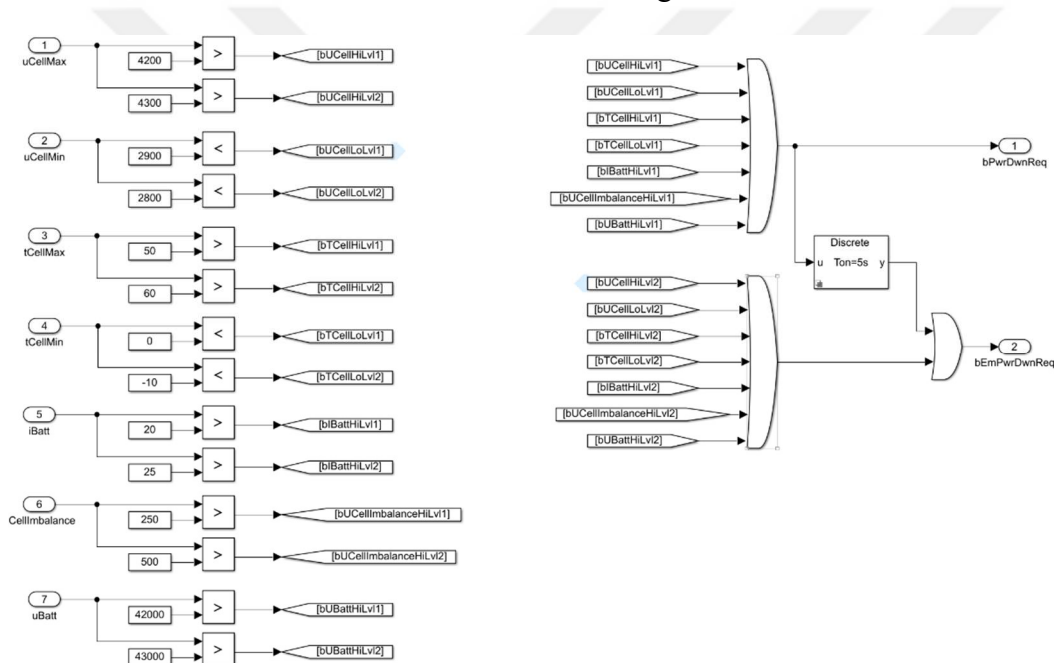 1
uCellMax
4200
>
[bUCellHiLvl1]
4300
>
[bUCellHiLvl2]
2
uCellMin
2900
<
[bUCellLoLvl1]
2800
<
[bUCellLoLvl2]
3
tCellMax
50
>
[bTCellHiLvl1]
60
>
[bTCellHiLvl2]
4
tCellMin
0
<
[bTCellLoLvl1]
-10
<
[bTCellLoLvl2]
5
iBatt
20
>
[bIBattHiLvl1]
25
>
[bIBattHiLvl2]
6
CellImbalance
250
>
[bUCellImbalanceHiLvl1]
500
>
[bUCellImbalanceHiLvl2]
7
uBatt
42000
>
[bUBattHiLvl1]
43000
>
[bUBattHiLvl2]
[bUCellHiLvl1]
[bUCellLoLvl1]
[bTCellHiLvl1]
[bTCellLoLvl1]
[bIBattHiLvl1]
[bUCellImbalanceHiLvl1]
[bUBattHiLvl1]
1
bPwrDwnReq
Discrete
u Ton=5s y
[bUCellHiLvl2]
[bUCellLoLvl2]
[bTCellHiLvl2]
[bTCellLoLvl2]
[bIBattHiLvl2]
[bUCellImbalanceHiLvl2]
[bUBattHiLvl2]
2
bEmPwrDwnReq